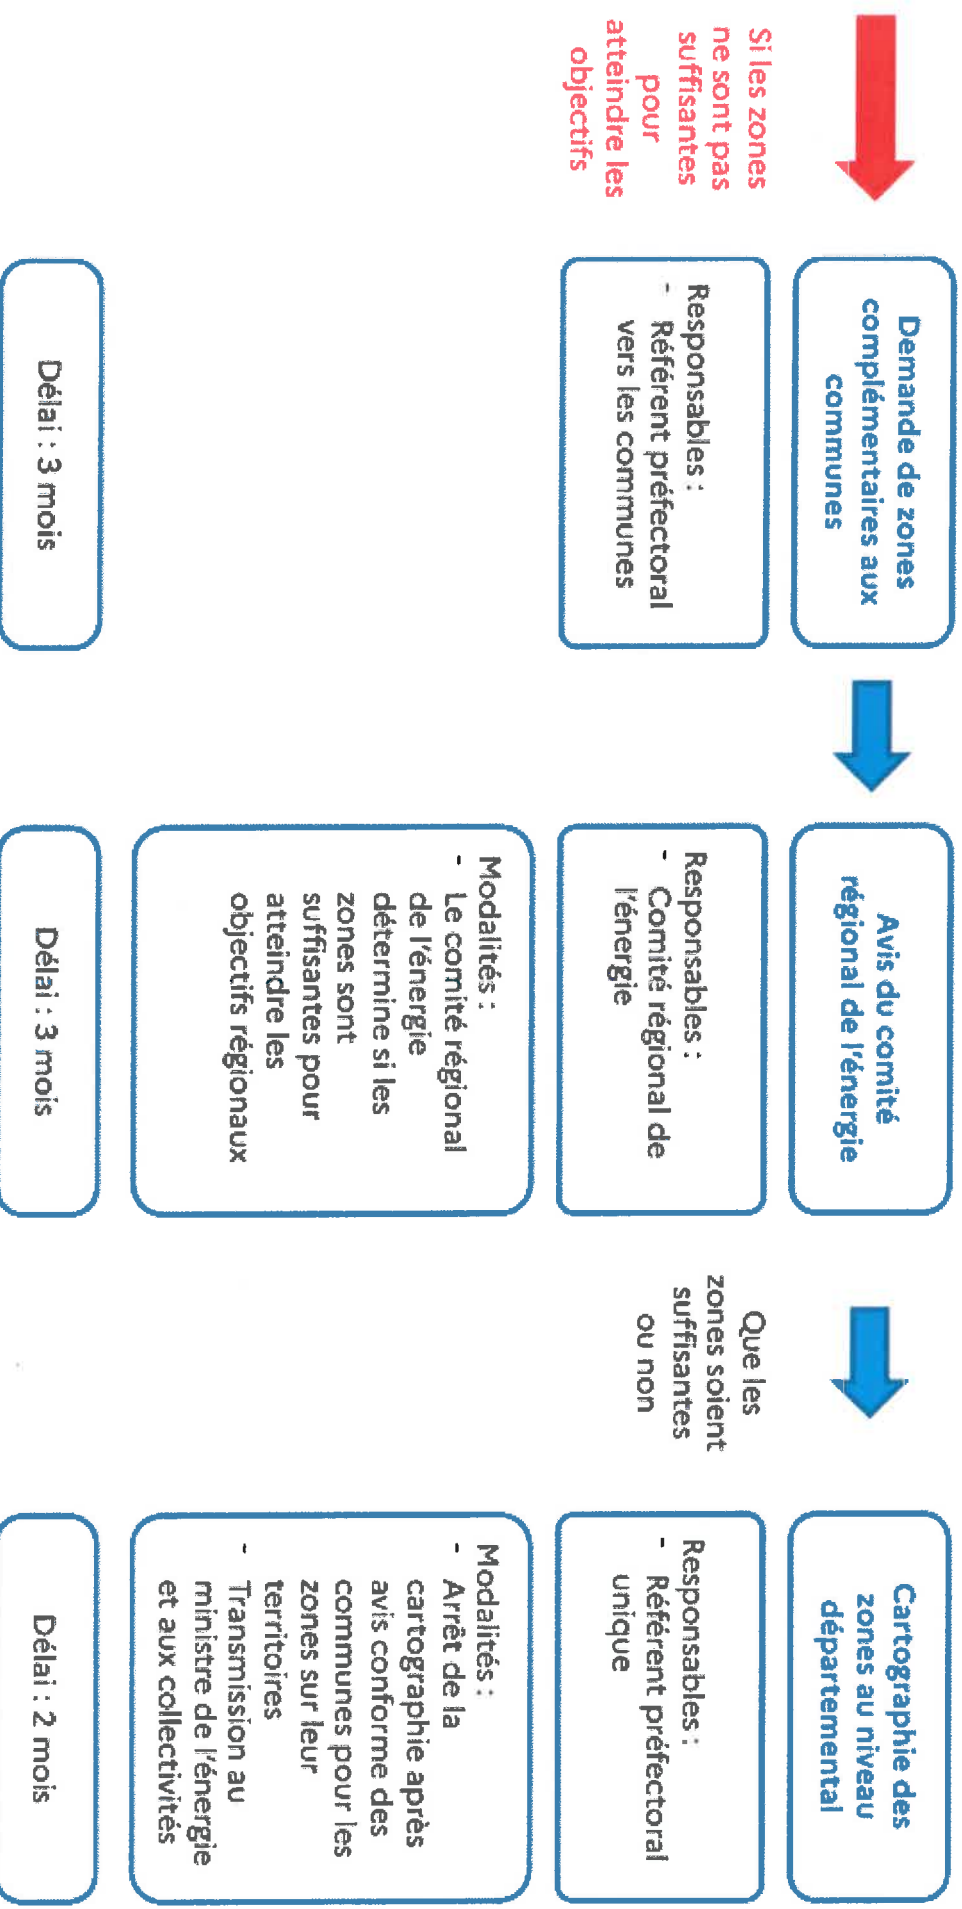 Si les zones
ne sont pas
suffisantes
pour
atteindre les
objectifs
Demande de zones
complémentaires aux
communes
Responsables :
- Référent préfectoral
vers les communes
Délai : 3 mois
Avis du comité
régional de l'énergie
Responsables :
- Comité régional de
l'énergie
Modalités :
- Le comité régional
de l'énergie
détermine si les
zones sont
suffisantes pour
atteindre les
objectifs régionaux
Délai : 3 mois
Que les
zones soient
suffisantes
ou non
Cartographie des
zones au niveau
départemental
Responsables :
- Référent préfectoral
unique
Modalités :
- Arrêt de la
cartographie après
avis conforme des
communes pour les
zones sur leur
territoires
- Transmission au
ministre de l'énergie
et aux collectivités
Délai : 2 mois